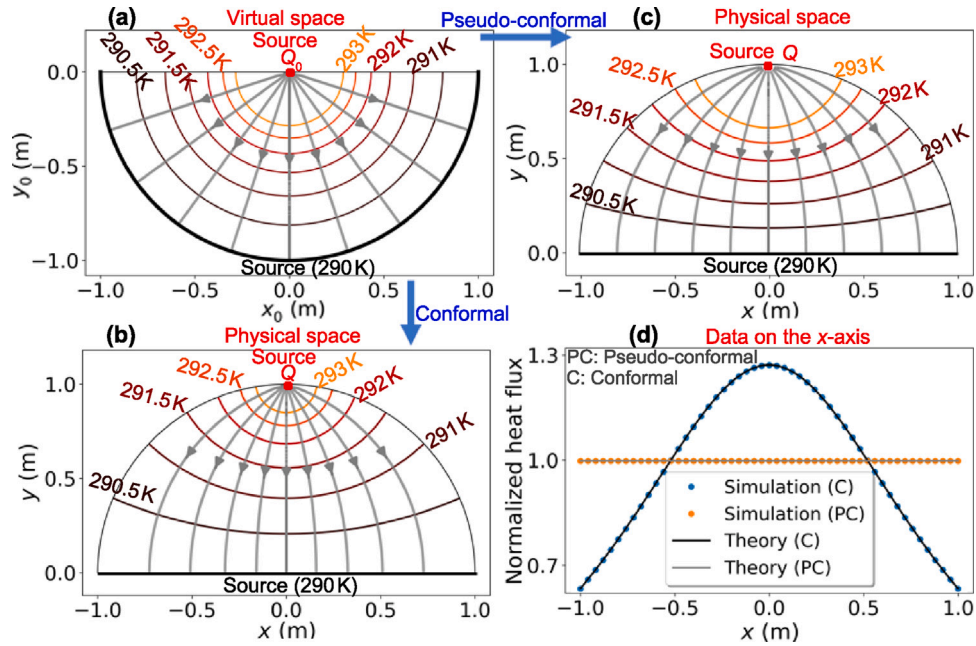 (a)
Virtual space
Pseudo-conformal
(c)
Physical space
Source
Q₀
290.5K
291.5K
292.5K
293K
292K
291K
0.0
−0.5
−1.0
y₀ (m)
Source (290K)
−1.0
−0.5
0.0
0.5
1.0
x₀ (m)
Source Q
292.5K
293K
291.5K
292K
291K
290.5K
1.0
0.5
0.0
y (m)
Source (290K)
−1.0
−0.5
0.0
0.5
1.0
x (m)
Conformal
(b)
Physical space
Source
Q
292.5K
293K
291.5K
292K
291K
290.5K
1.0
0.5
0.0
y (m)
Source (290K)
−1.0
−0.5
0.0
0.5
1.0
x (m)
(d)
Data on the x-axis
PC: Pseudo-conformal
C: Conformal
1.3
1.0
0.7
Normalized heat flux
Simulation (C)
Simulation (PC)
Theory (C)
Theory (PC)
−1.0
−0.5
0.0
0.5
1.0
x (m)